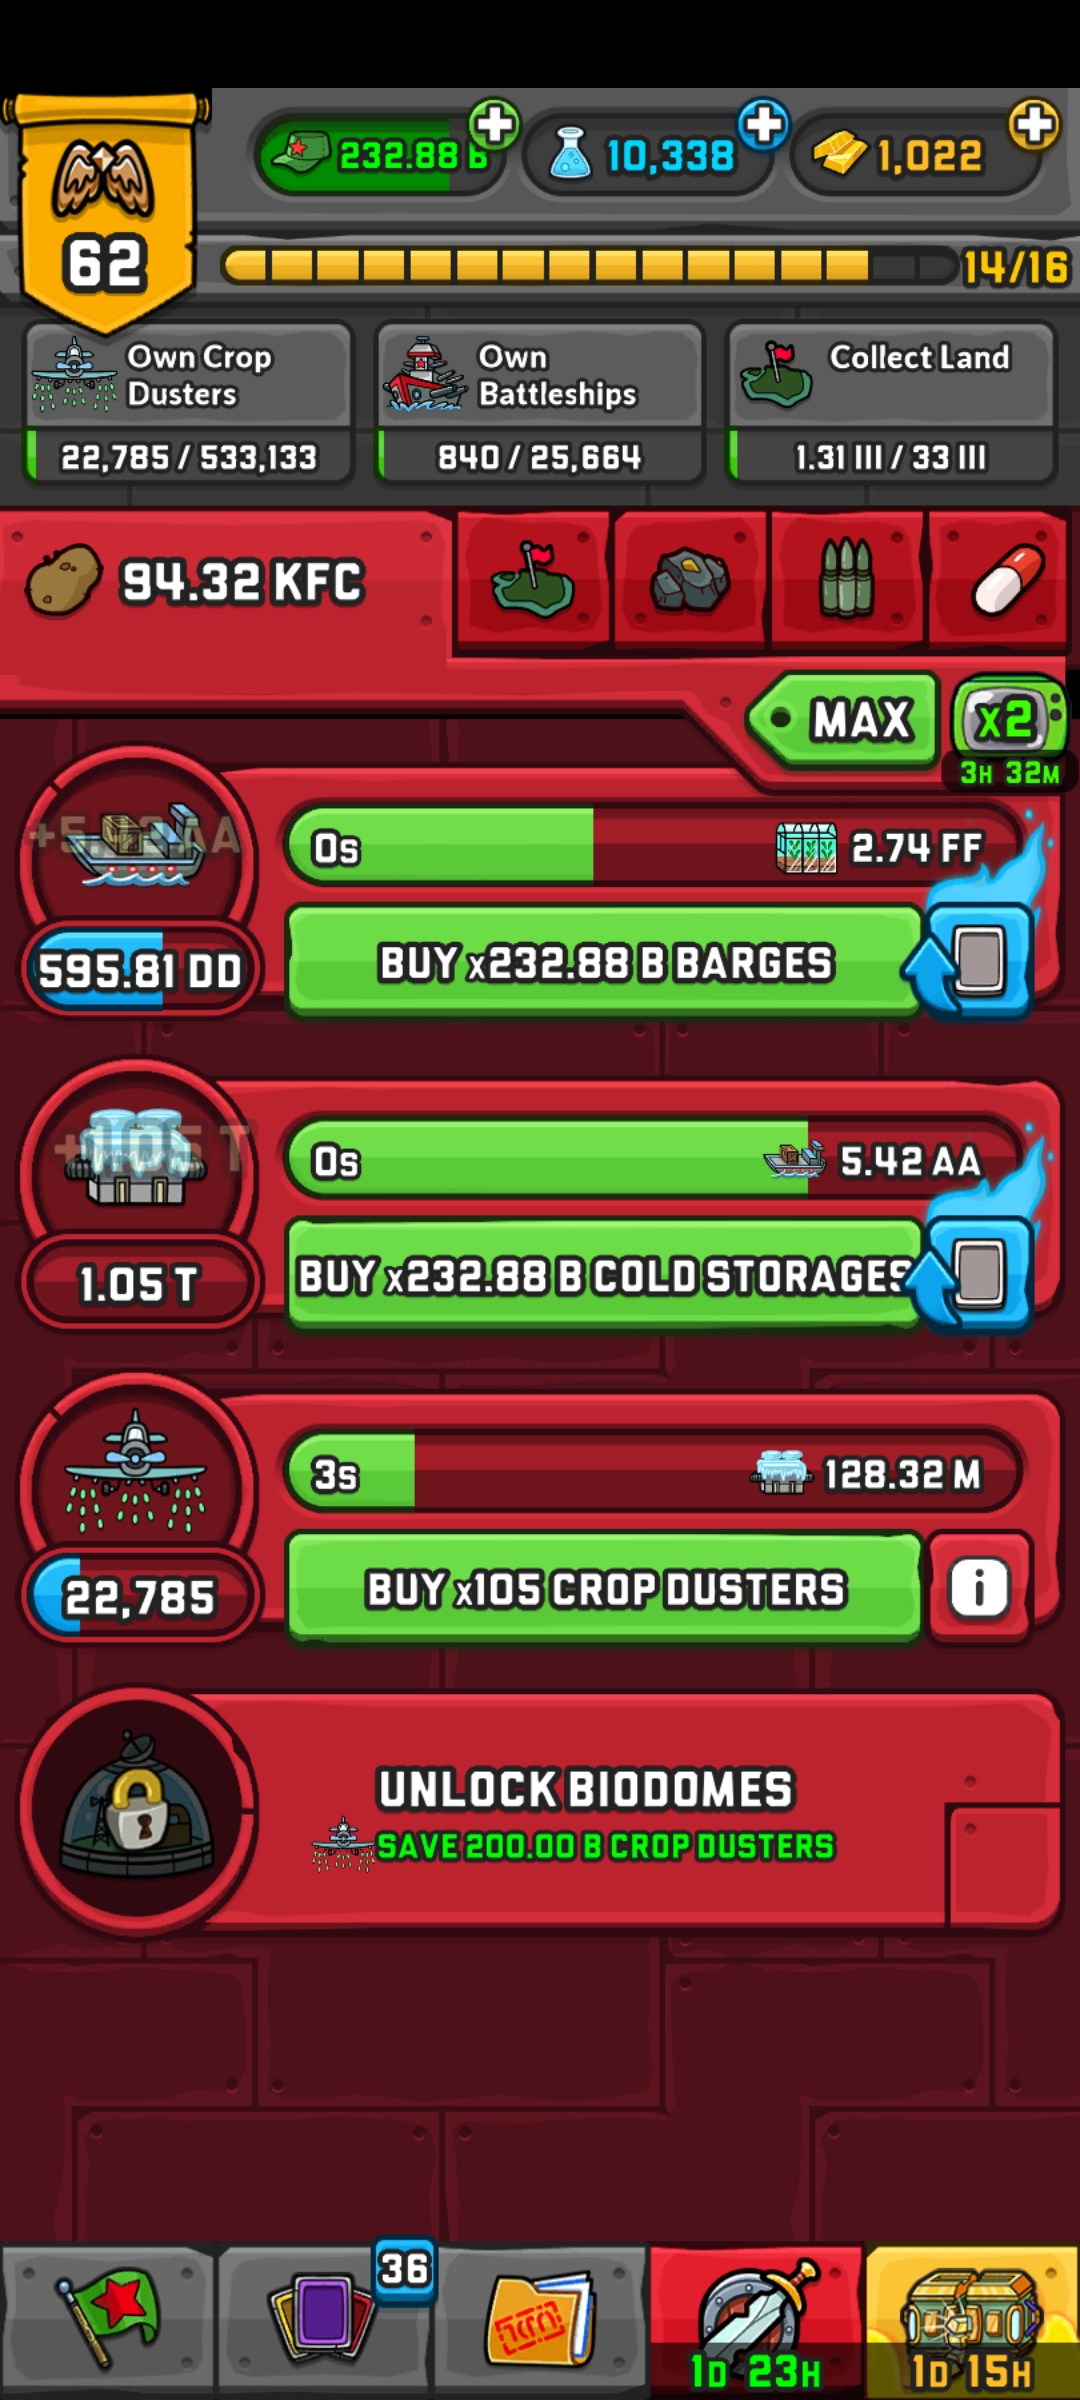 232.88 B
10,338
1,022
62
14/16
Own Crop
Dusters
22,785 / 533,133
Own
Battleships
840 / 25,664
Collect Land
1.31 III / 33 III
94.32 KFC
MAX
x2
3H 32M
0s
2.74 FF
595.81 DD
BUY x232.88 B BARGES
+1.05 T
0s
5.42 AA
1.05 T
BUY x232.88 B COLD STORAGES
3s
128.32 M
22,785
BUY x105 CROP DUSTERS
i
UNLOCK BIODOMES
SAVE 200.00 B CROP DUSTERS
36
1D 23H
1D 15H